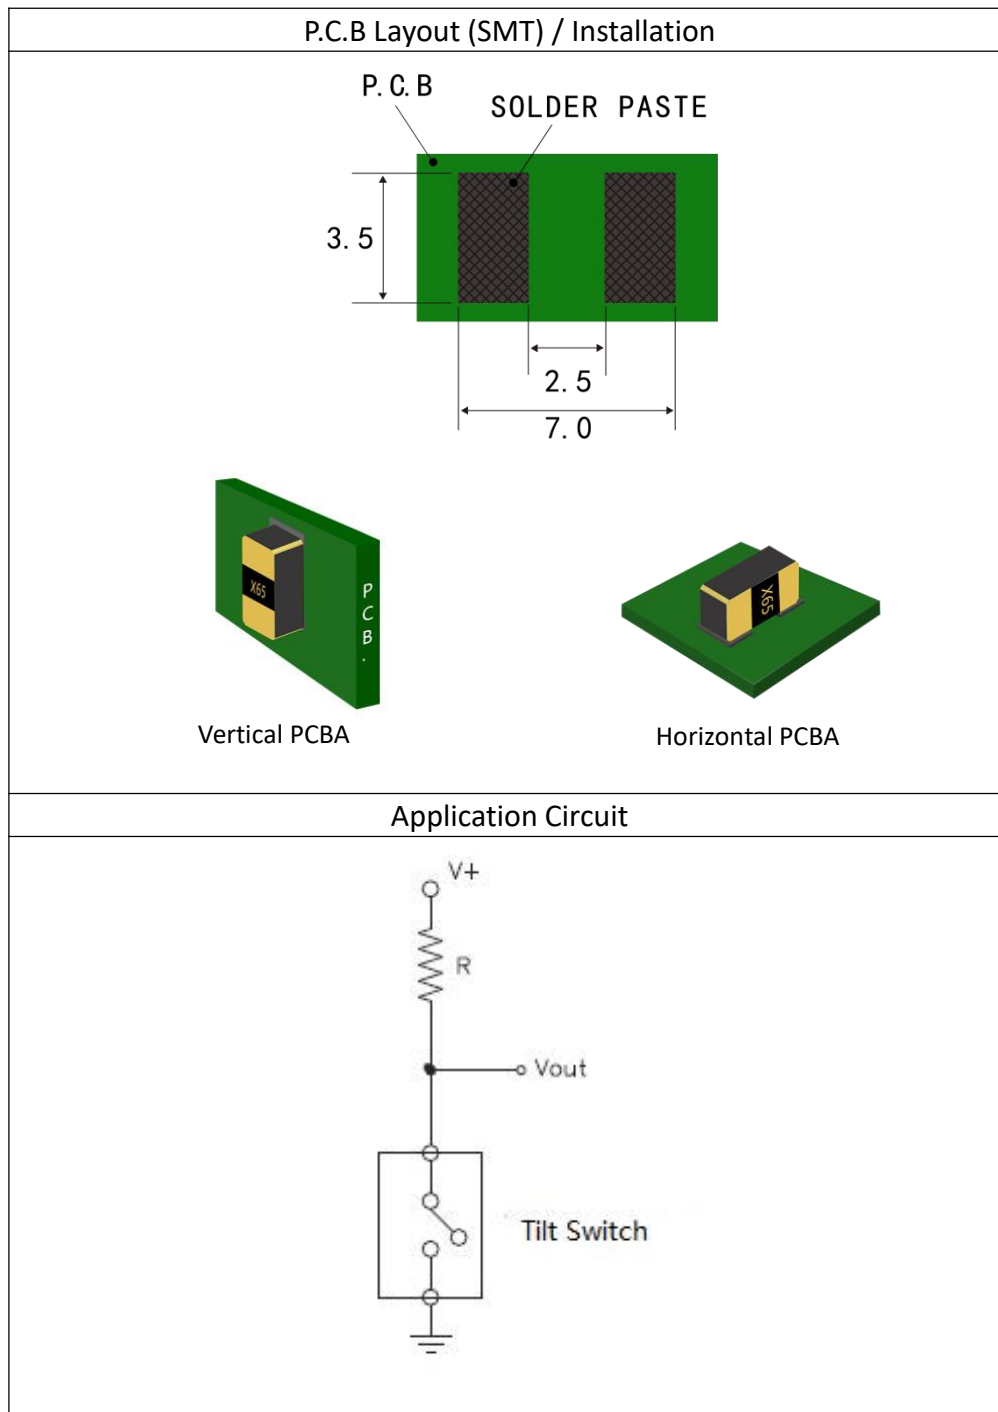 P.C.B Layout (SMT) / Installation
P.C.B
SOLDER PASTE
3.5
2.5
7.0
X65
P
C
B
.
X65
Vertical PCBA
Horizontal PCBA
Application Circuit
V+
R
Vout
Tilt Switch